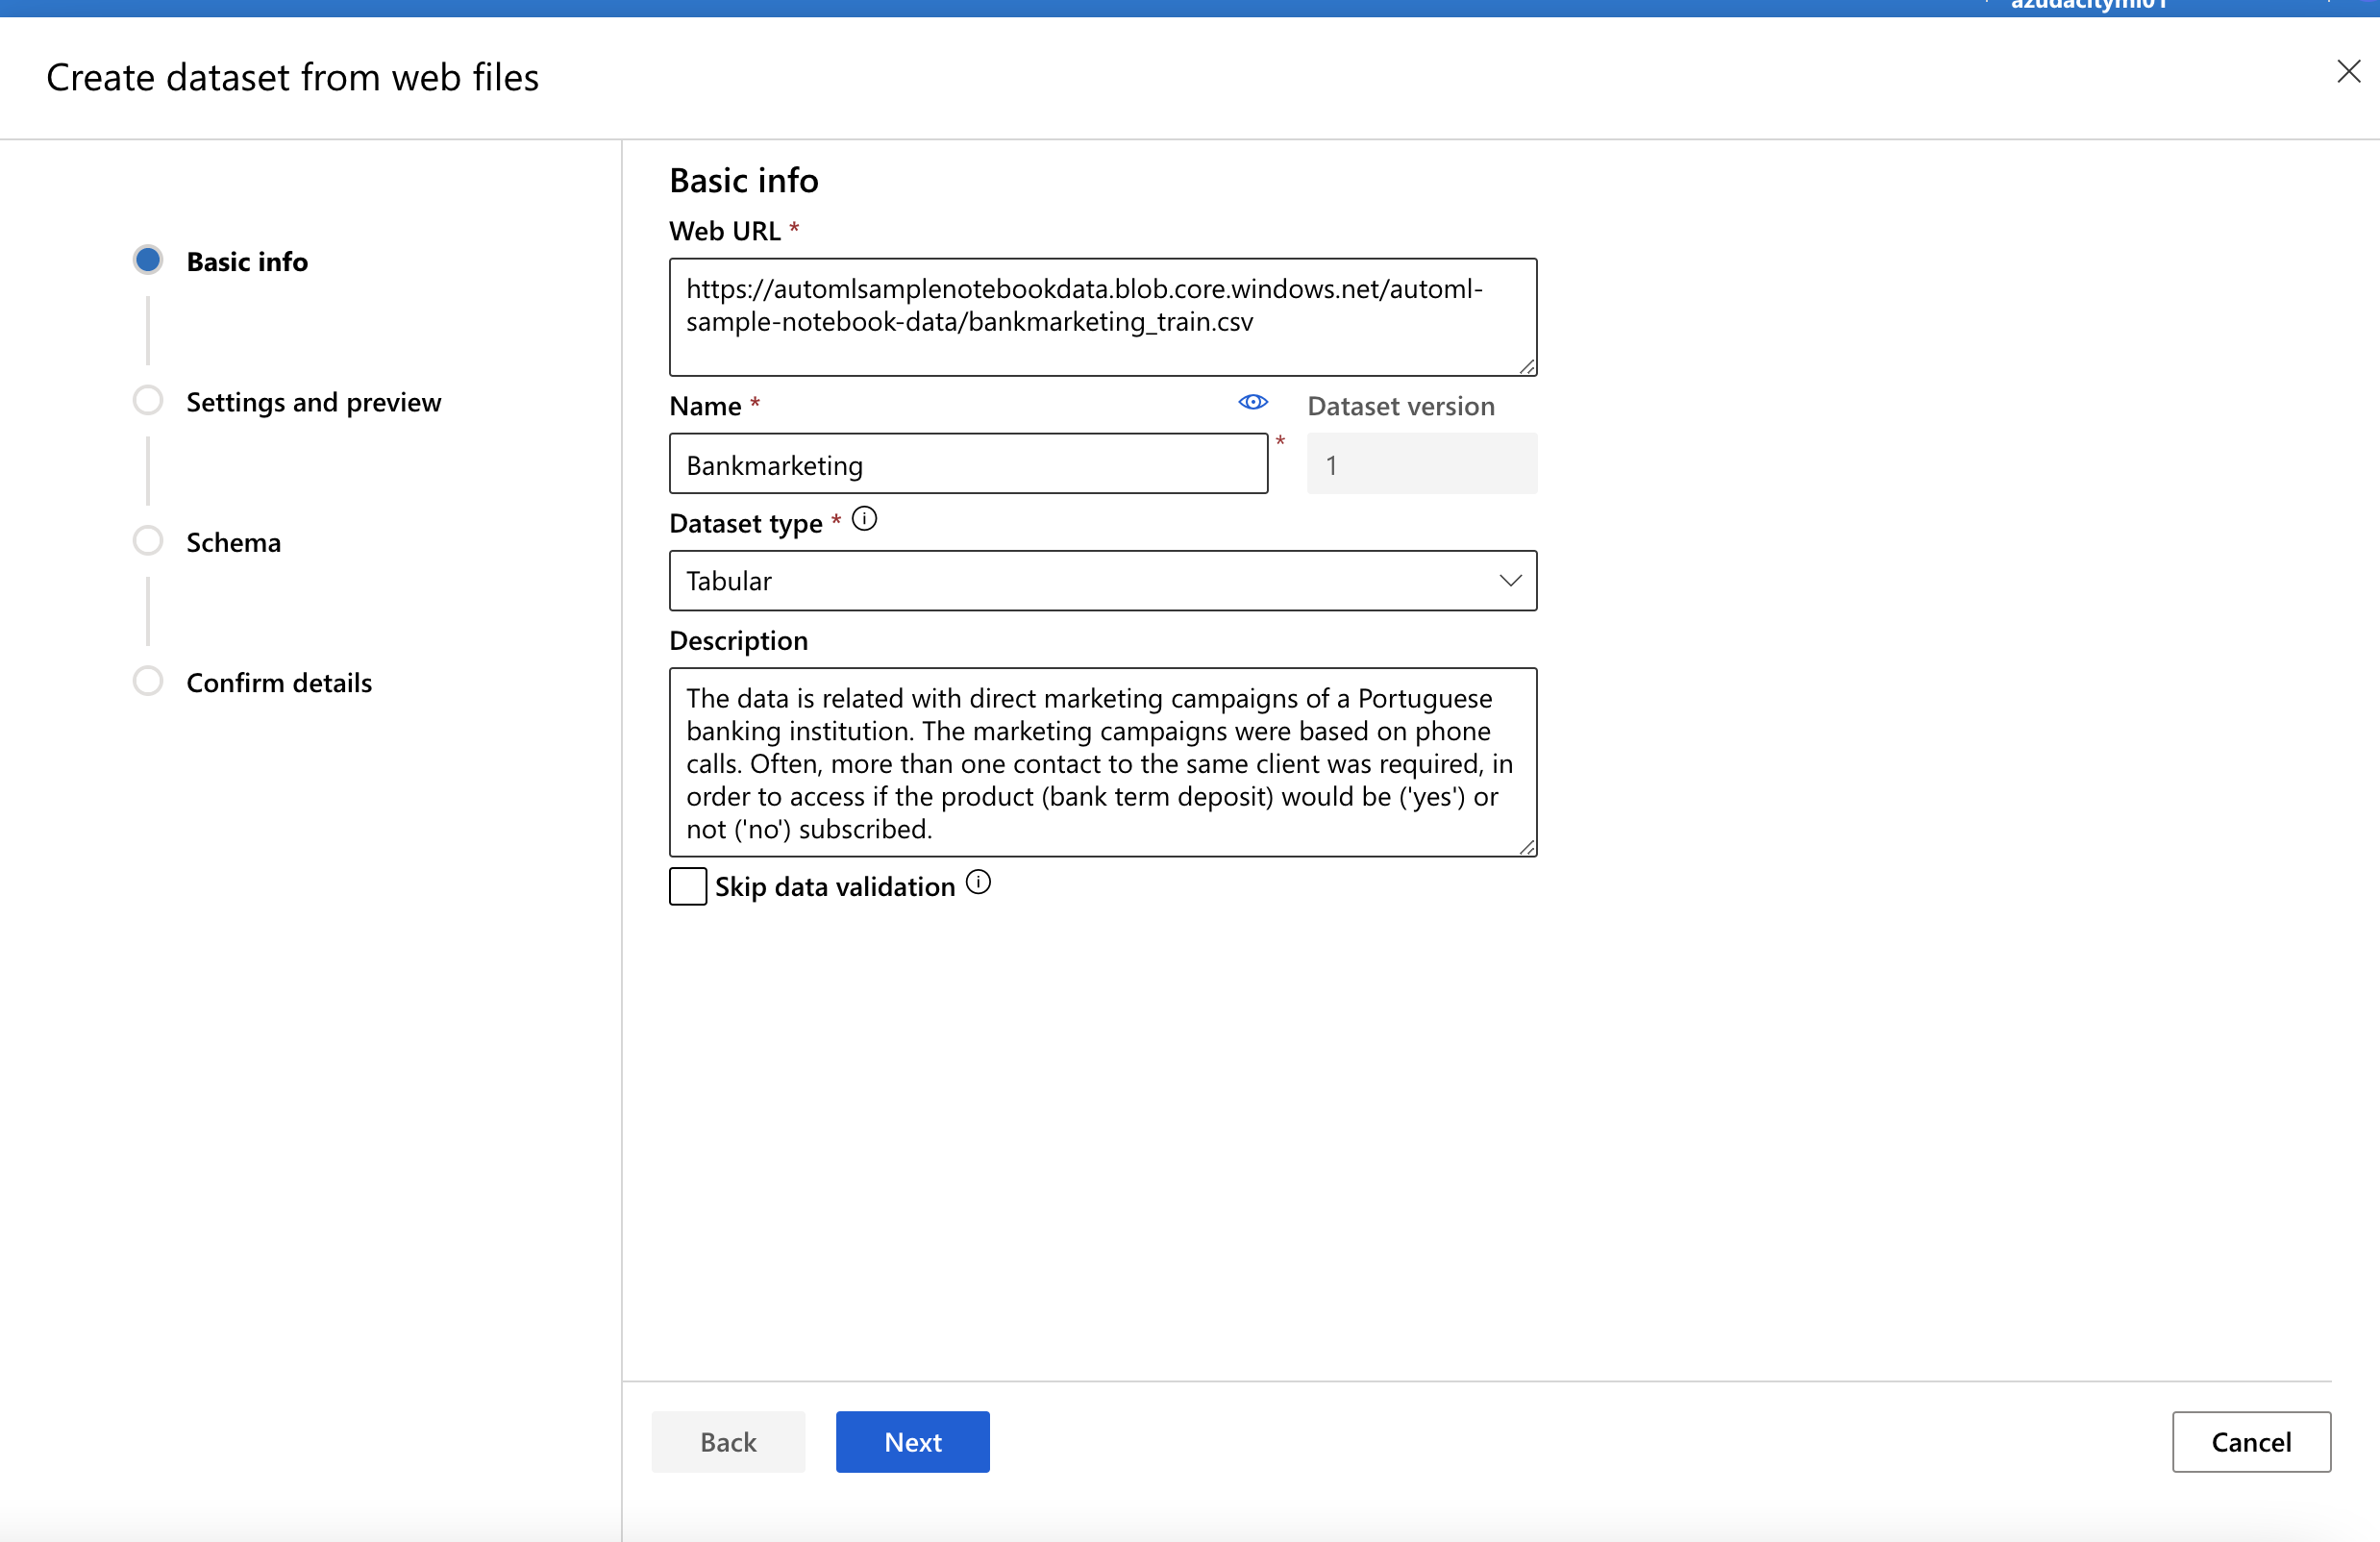 Create dataset from web files
Basic info
Settings and preview
Schema
Confirm details
Basic info
Web URL *
https://automlsamplenotebookdata.blob.core.windows.net/automl-
sample-notebook-data/bankmarketing_train.csv
Name *
Dataset version
Bankmarketing
*
1
Dataset type *
Tabular
Description
The data is related with direct marketing campaigns of a Portuguese
banking institution. The marketing campaigns were based on phone
calls. Often, more than one contact to the same client was required, in
order to access if the product (bank term deposit) would be ('yes') or
not ('no') subscribed.
Skip data validation
Back
Next
Cancel